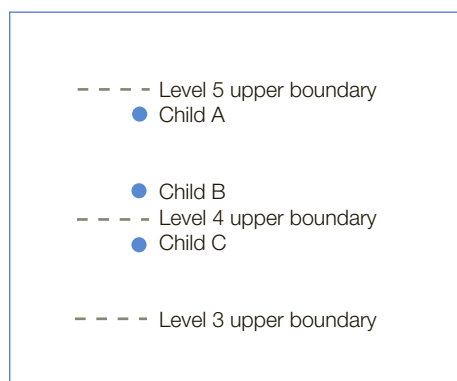 Level 5 upper boundary
Child A
Child B
Level 4 upper boundary
Child C
Level 3 upper boundary